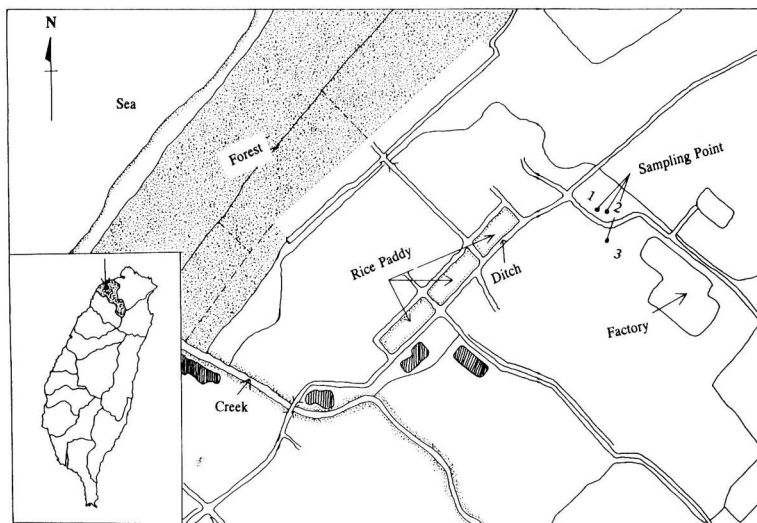 N
Sea
Forest
Sampling Point
1
2
3
Rice Paddy
Ditch
Factory
Creek